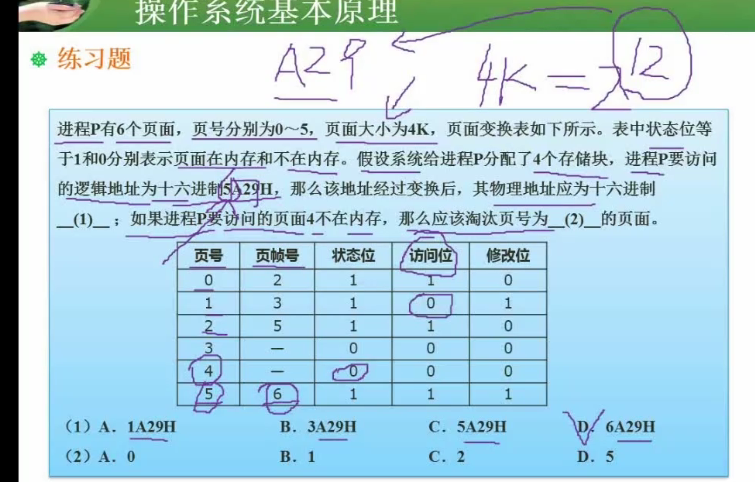 操作系统基本原理
练习题
A29
4K=2 12
进程P有6个页面，页号分别为0～5，页面大小为4K，页面变换表如下所示。表中状态位等
于1和0分别表示页面在内存和不在内存。假设系统给进程P分配了4个存储块，进程P要访问
的逻辑地址为十六进制5A29H，那么该地址经过变换后，其物理地址应为十六进制
__(1)__；如果进程P要访问的页面4不在内存，那么应该淘汰页号为__(2)__的页面。
页号 页帧号 状态位 访问位 修改位
0 2 1 1 0
1 3 1 0 1
2 5 1 1 0
3 — 0 0 0
4 — 0 0 0
5 6 1 1 1
（1）A. 1A29H B. 3A29H C. 5A29H D. 6A29H
（2）A. 0 B. 1 C. 2 D. 5